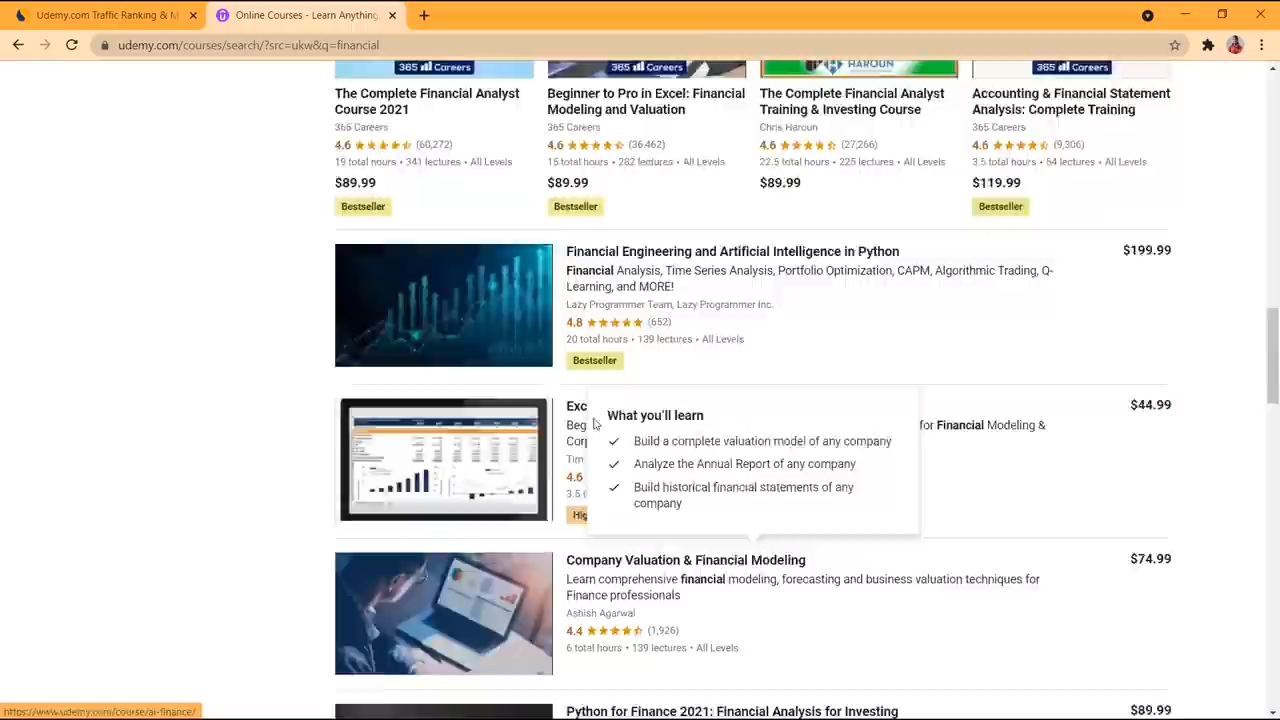 Udemy.com Traffic Ranking & M
Online Courses - Learn Anything,
udemy.com/courses/search/?src=ukw&q=financial
365 Careers
365 Careers
HAROUN
365 Careers
The Complete Financial Analyst
Course 2021
365 Careers
4.6 (60,272)
19 total hours • 341 lectures • All Levels
$89.99
Bestseller
Beginner to Pro in Excel: Financial
Modeling and Valuation
365 Careers
4.6 (36,462)
15 total hours • 282 lectures • All Levels
$89.99
Bestseller
The Complete Financial Analyst
Training & Investing Course
Chris Haroun
4.6 (27,266)
22.5 total hours • 225 lectures • All Levels
$89.99
Accounting & Financial Statement
Analysis: Complete Training
365 Careers
4.6 (9,306)
3.5 total hours • 54 lectures • All Levels
$119.99
Bestseller
Financial Engineering and Artificial Intelligence in Python
$199.99
Financial Analysis, Time Series Analysis, Portfolio Optimization, CAPM, Algorithmic Trading, Q-
Learning, and MORE!
Lazy Programmer Team, Lazy Programmer Inc.
4.8 (652)
20 total hours • 139 lectures • All Levels
Bestseller
Exc
$44.99
Beg
for Financial Modeling &
Corp
Tim
4.6
3.5 t
Hig
What you'll learn
Build a complete valuation model of any company
Analyze the Annual Report of any company
Build historical financial statements of any
company
Company Valuation & Financial Modeling
$74.99
Learn comprehensive financial modeling, forecasting and business valuation techniques for
Finance professionals
Ashish Agarwal
4.4 (1,926)
6 total hours • 139 lectures • All Levels
Python for Finance 2021: Financial Analysis for Investing
$89.99
https://www.udemy.com/course/ai-finance/